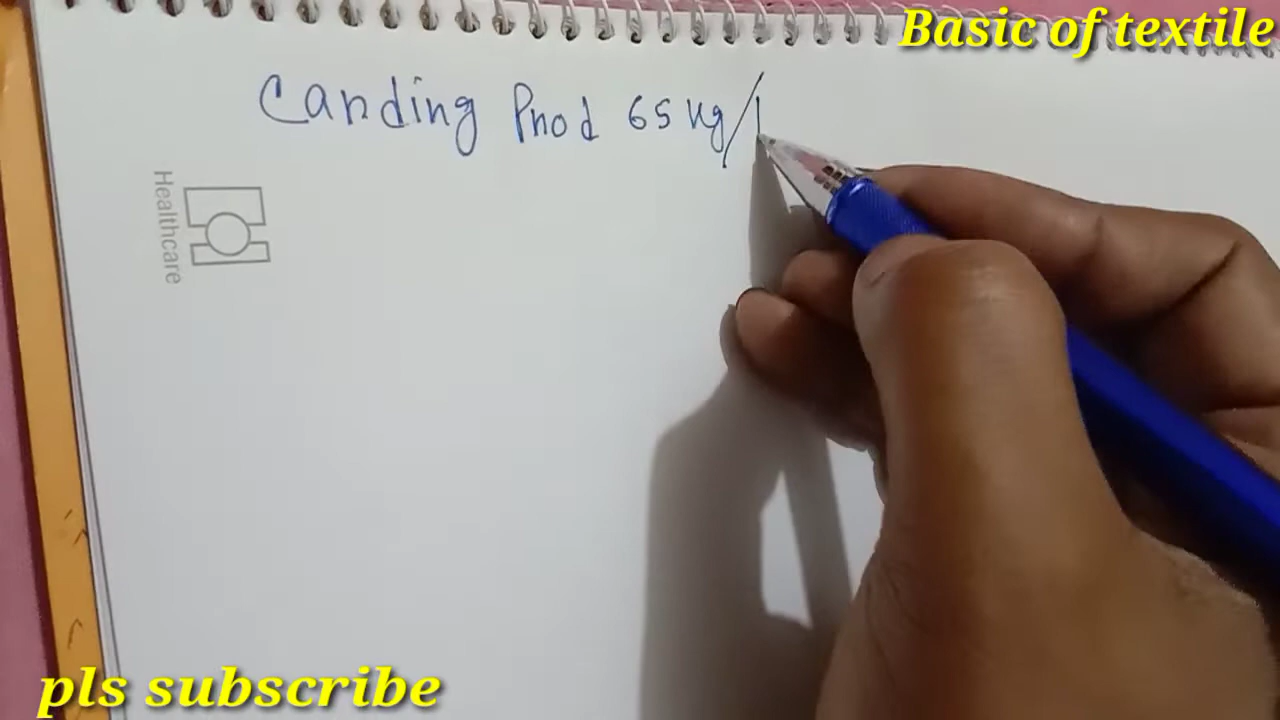 Basic of textile
Carding Prod 65 kg/
Healthcare
pls subscribe